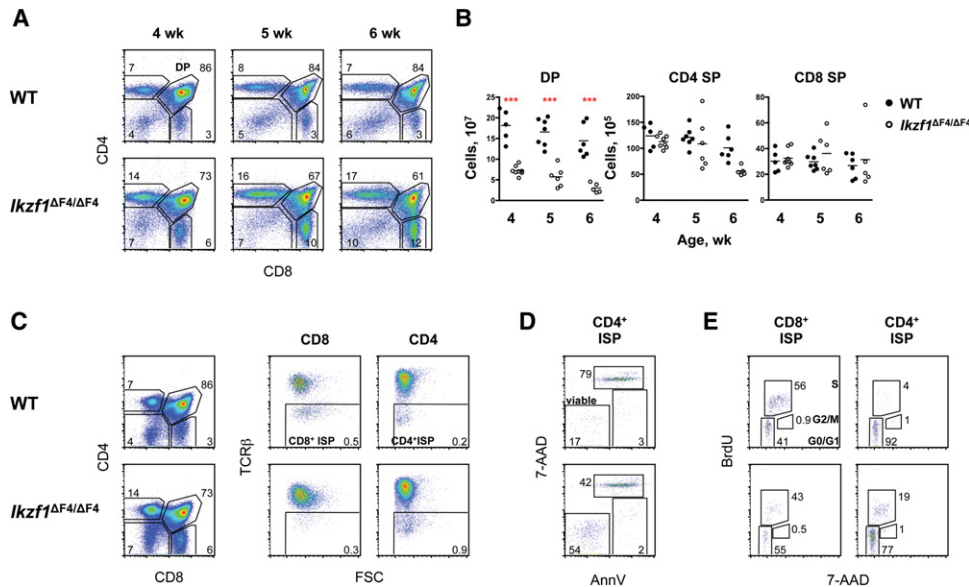 A
4 wk 5 wk 6 wk
WT
7 DP 86
4 3
8 84
7 3
7 84
6 3
Ikzf1ΔF4/ΔF4
14 73
7 6
16 67
7 10
17 61
10 12
CD4
CD8
B
DP CD4 SP CD8 SP
*** *** ***
Cells, 10⁷
25
20
15
10
5
0
4 5 6
Cells, 10⁵
200
150
100
50
0
4 5 6
80
60
40
20
0
4 5 6
Age, wk
WT
Ikzf1ΔF4/ΔF4
C
CD8 CD4
WT
7 86
4 3
CD8⁺ ISP 0.5
CD4⁺ISP 0.2
Ikzf1ΔF4/ΔF4
14 73
7 6
0.3
0.9
CD4
CD8
TCRβ
FSC
D
CD4⁺
ISP
79
viable
17 3
42
54 2
7-AAD
AnnV
E
CD8⁺
ISP
CD4⁺
ISP
56 S
0.9 G2/M
41 G0/G1
4
1
92
43
0.5
55
19
1
77
BrdU
7-AAD